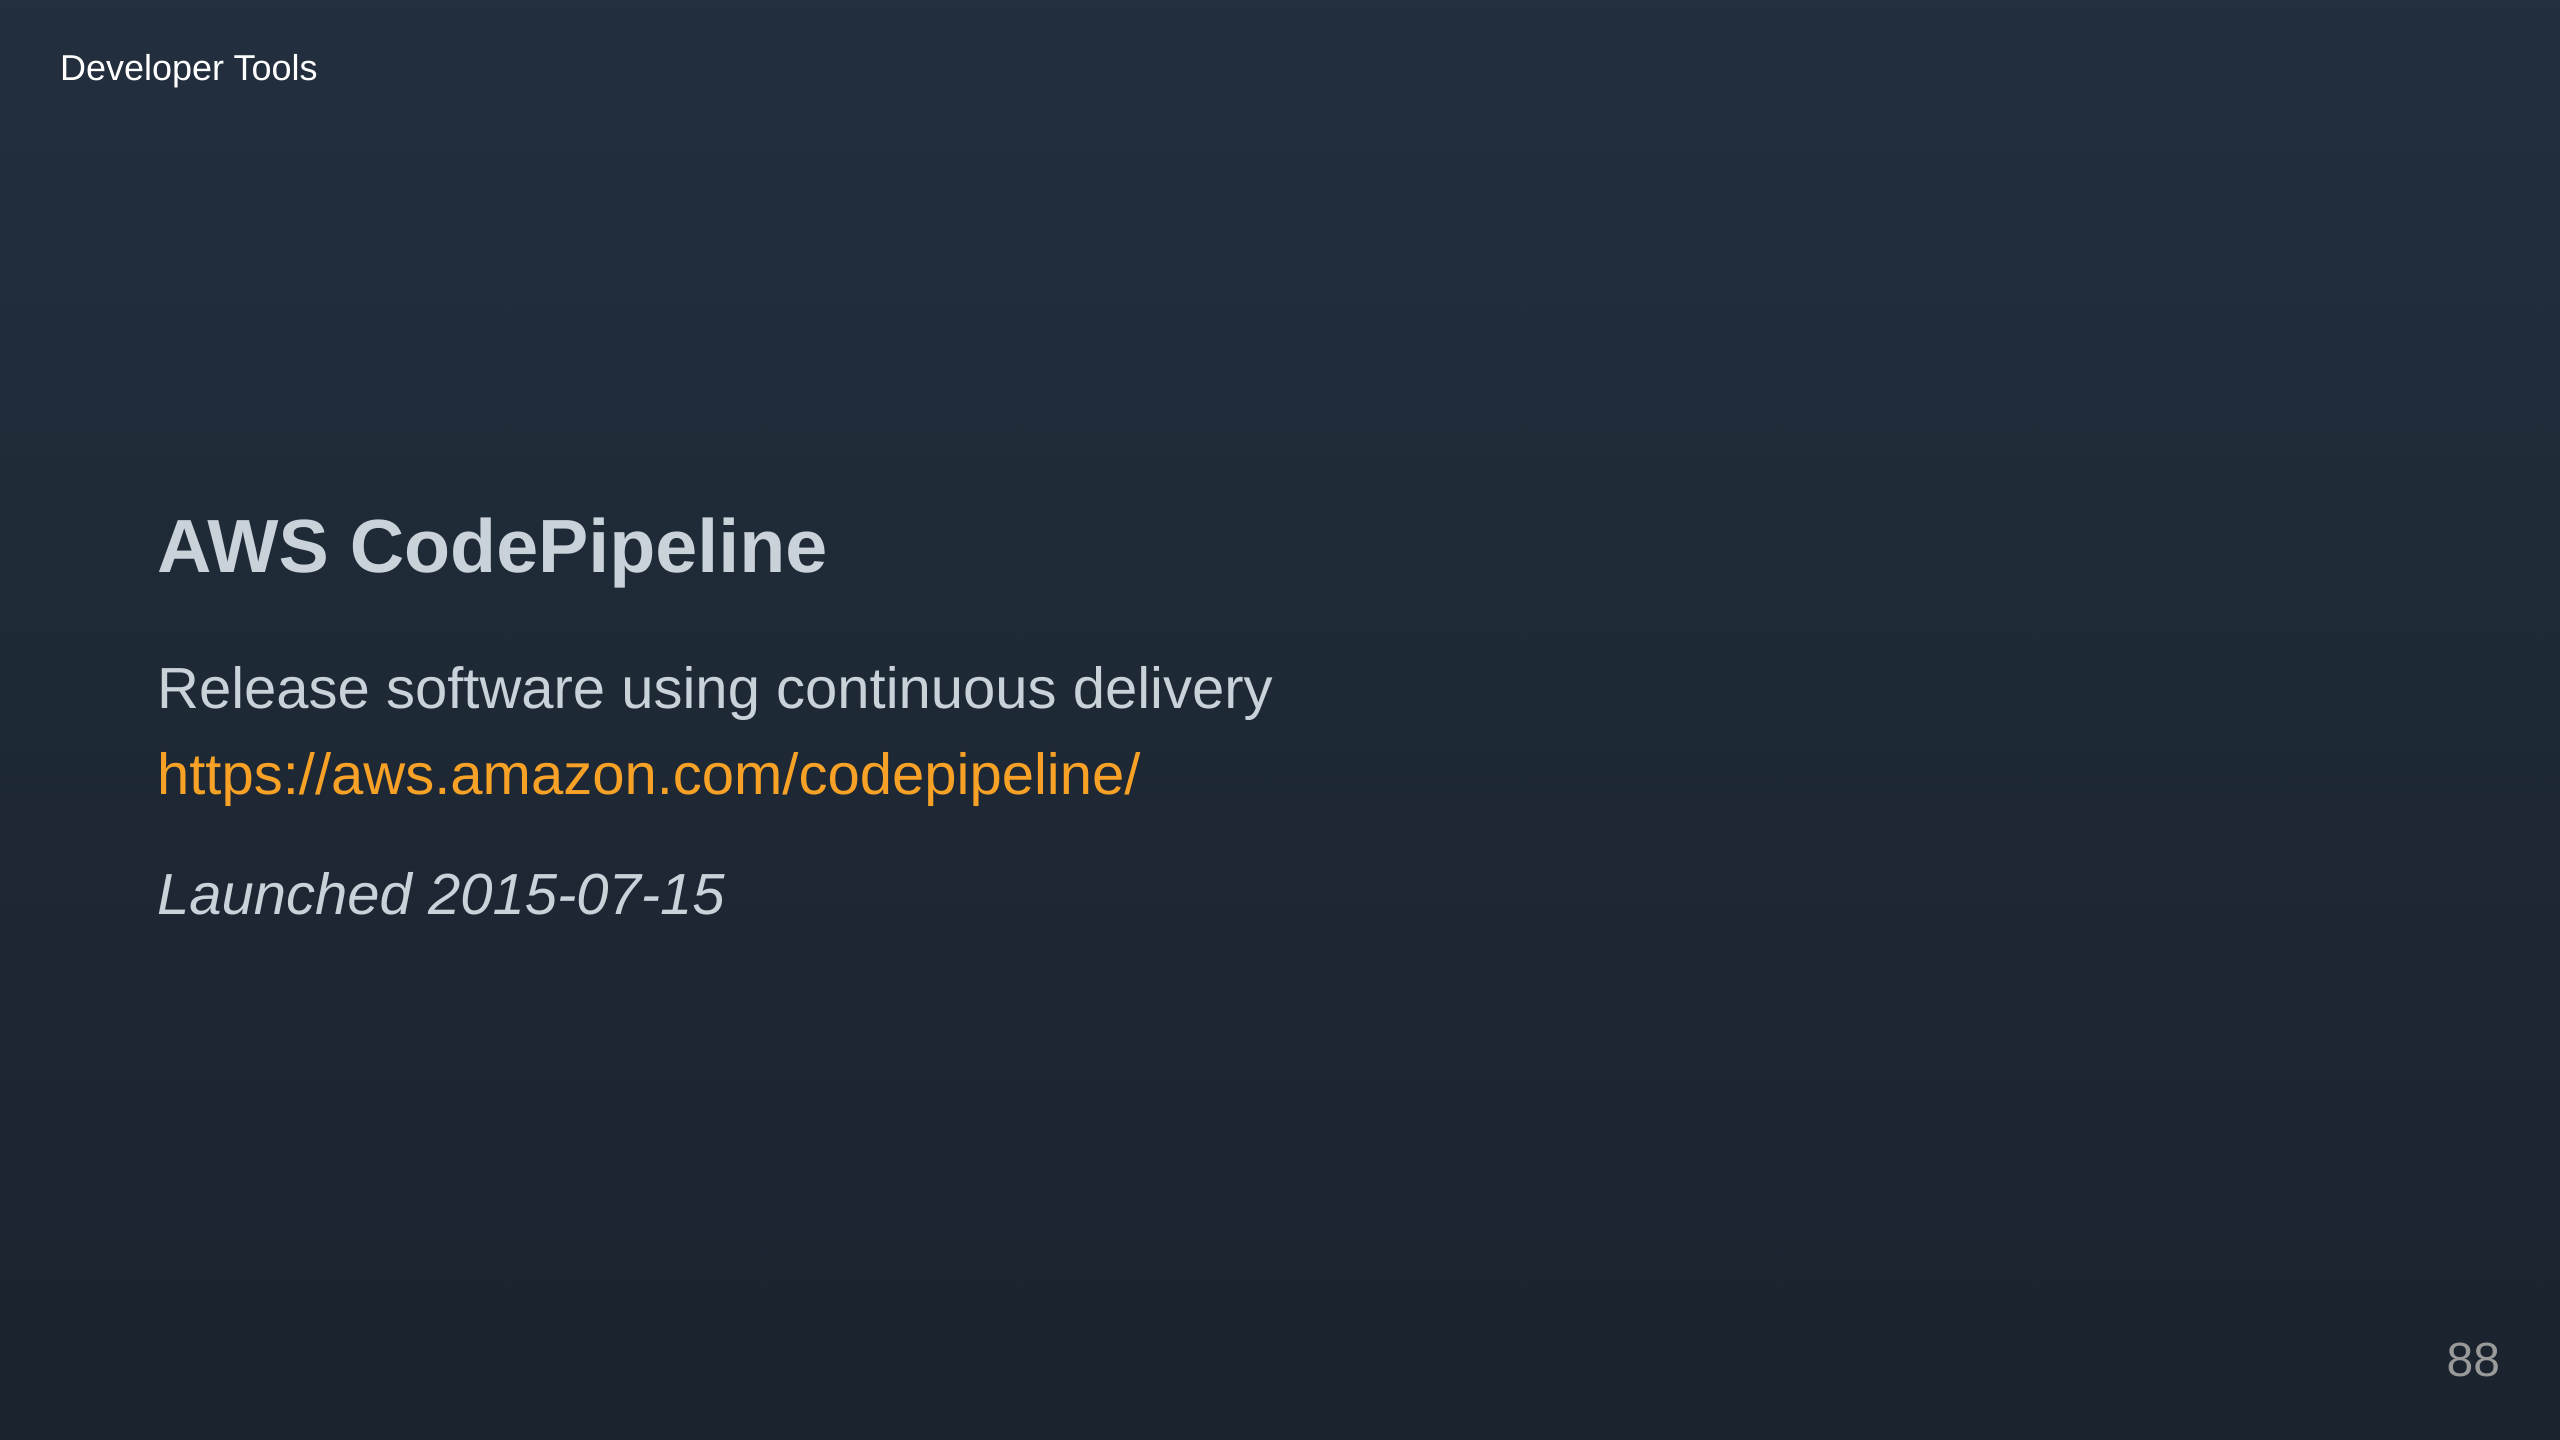 Developer Tools
AWS CodePipeline
Release software using continuous delivery
https://aws.amazon.com/codepipeline/
Launched 2015-07-15
88